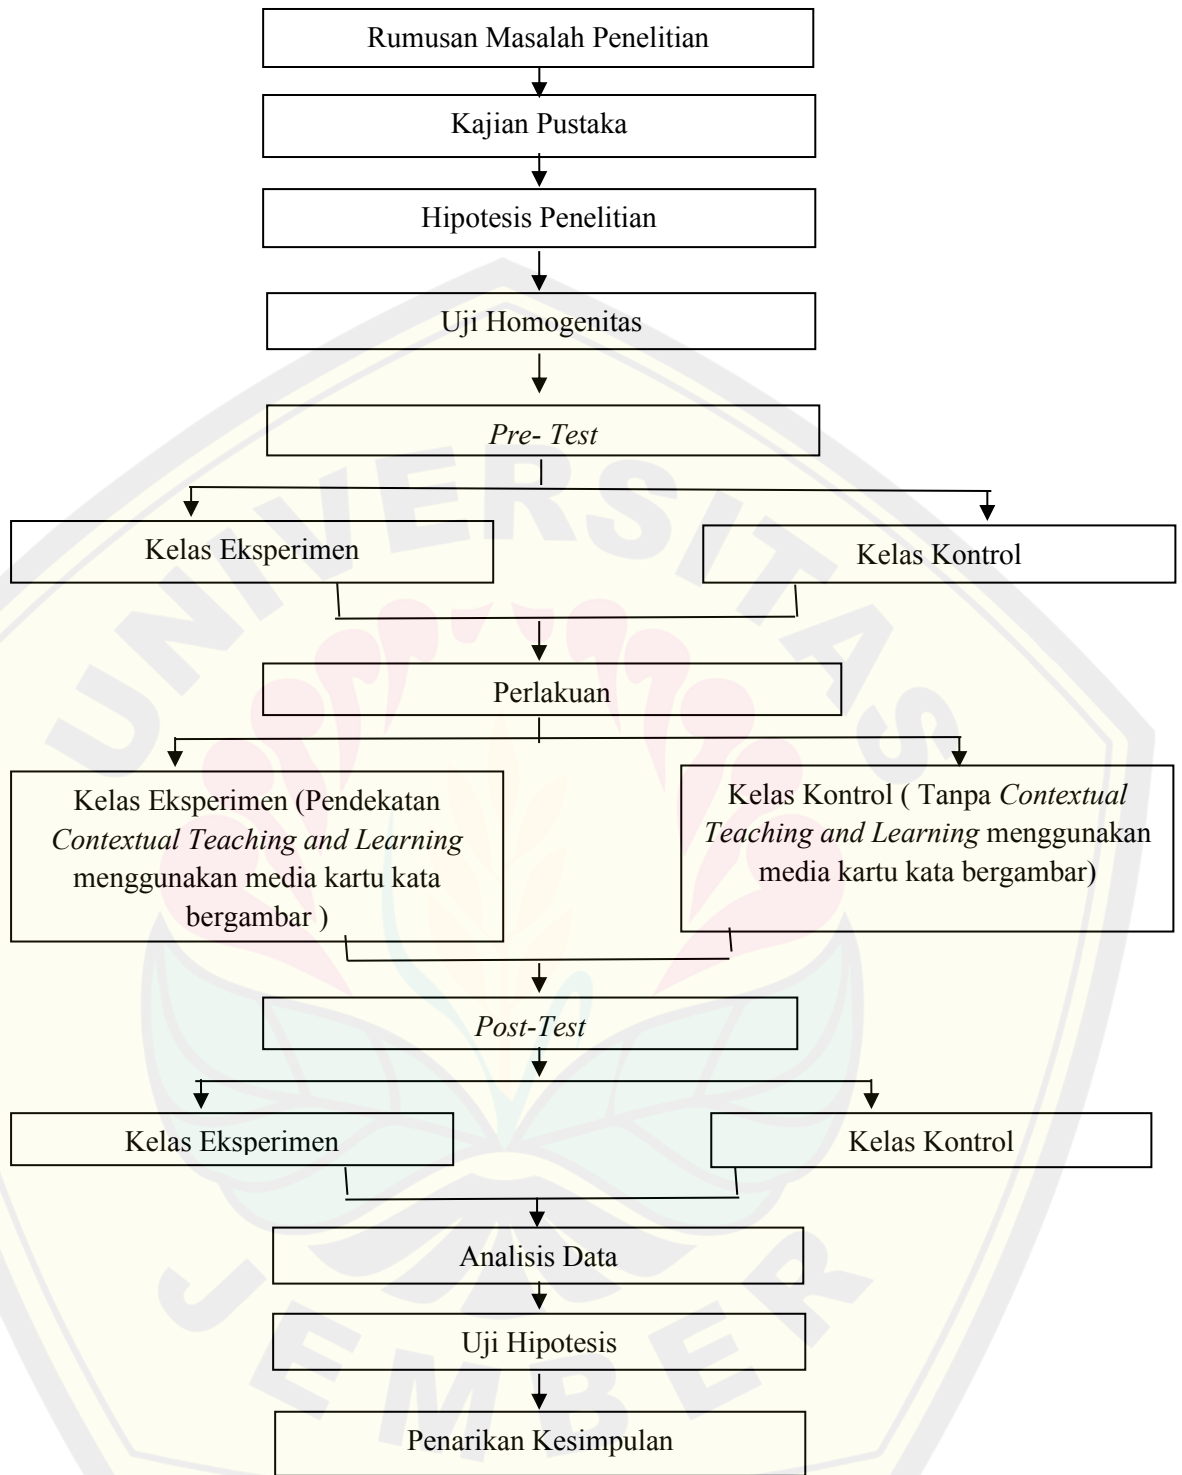 Rumusan Masalah Penelitian
Kajian Pustaka
Hipotesis Penelitian
Uji Homogenitas
Pre- Test
Kelas Eksperimen
Kelas Kontrol
Perlakuan
Kelas Eksperimen (Pendekatan
Contextual Teaching and Learning
menggunakan media kartu kata
bergambar )
Kelas Kontrol ( Tanpa Contextual
Teaching and Learning menggunakan
media kartu kata bergambar)
Post-Test
Kelas Eksperimen
Kelas Kontrol
Analisis Data
Uji Hipotesis
Penarikan Kesimpulan
UNIVERSITAS
JEMBER